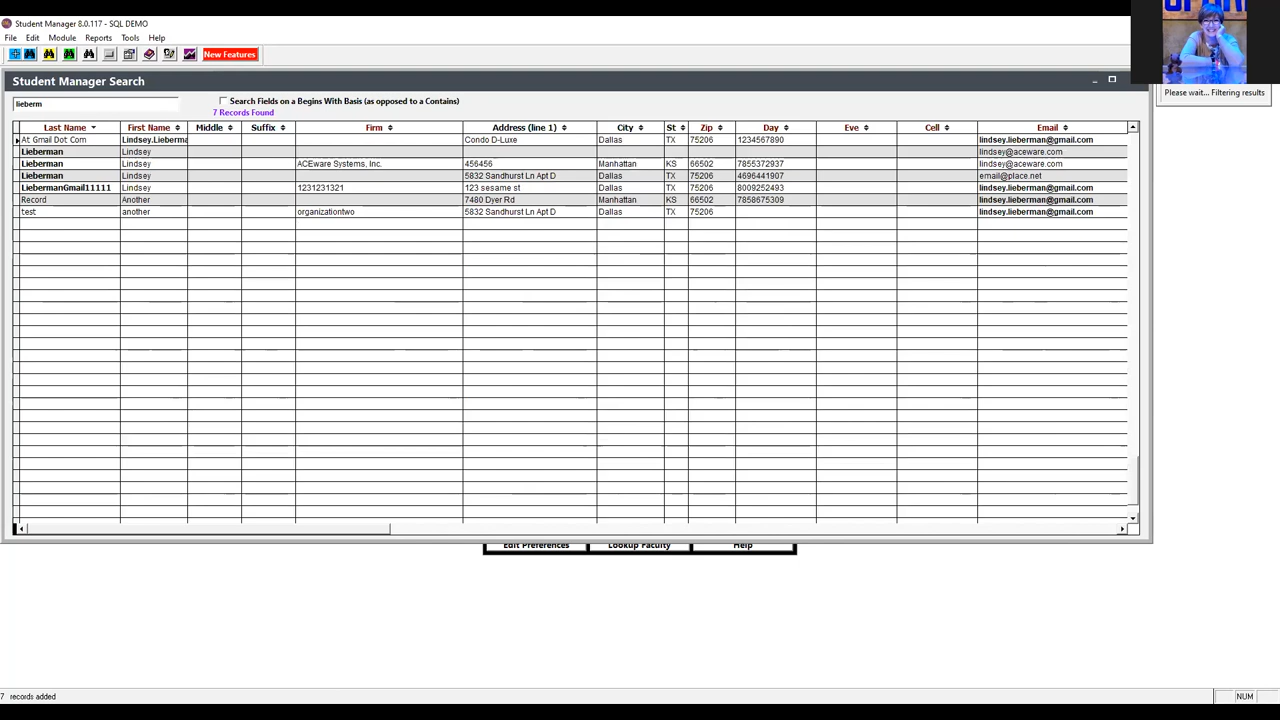 Student Manager 8.0.117 - SQL DEMO
File Edit Module Reports Tools Help
New Features
Student Manager Search
lieberm
Search Fields on a Begins With Basis (as opposed to a Contains)
7 Records Found
Please wait... Filtering results
Last Name First Name Middle Suffix Firm Address (line 1) City St Zip Day Eve Cell Email
At Gmail Dot Com Lindsey.Lieberma Condo D-Luxe Dallas TX 75206 1234567890 lindsey.lieberman@gmail.com
Lieberman Lindsey lindsey@aceware.com
Lieberman Lindsey ACEware Systems, Inc. 456456 Manhattan KS 66502 7855372937 lindsey@aceware.com
Lieberman Lindsey 5832 Sandhurst Ln Apt D Dallas TX 75206 4696441907 email@place.net
LiebermanGmail11111 Lindsey 1231231321 123 sesame st Dallas TX 75206 8009252493 lindsey.lieberman@gmail.com
Record Another 7480 Dyer Rd Manhattan KS 66502 7858675309 lindsey.lieberman@gmail.com
test another organizationtwo 5832 Sandhurst Ln Apt D Dallas TX 75206 lindsey.lieberman@gmail.com
Edit Preferences Lookup Faculty Help
7 records added
NUM